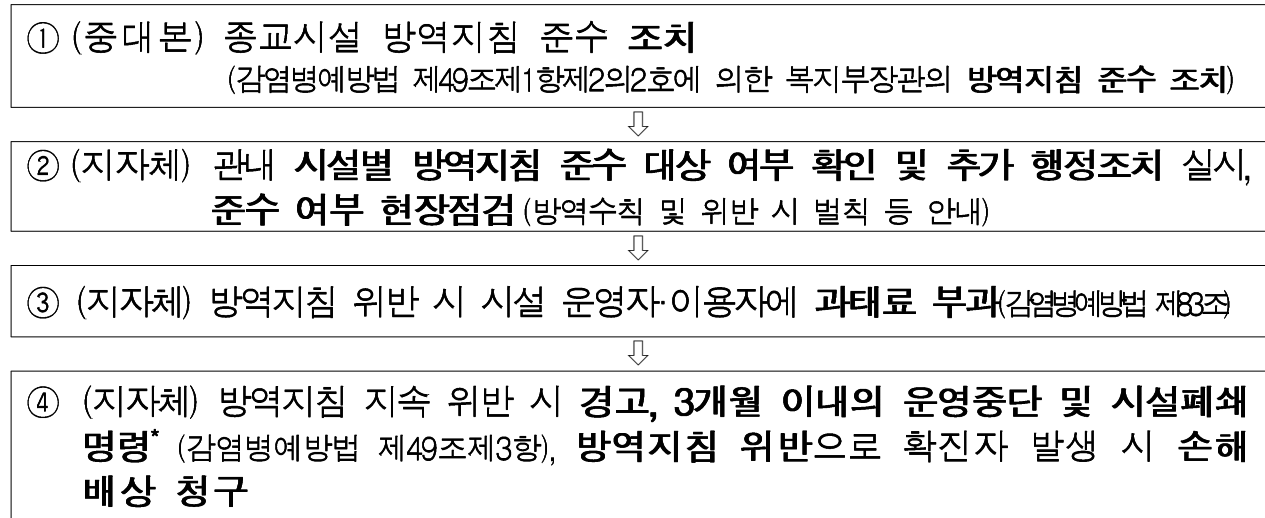 ① (중대본) 종교시설 방역지침 준수 조치
(감염병예방법 제49조제1항제2의2호에 의한 복지부장관의 방역지침 준수 조치)
⇩
② (지자체) 관내 시설별 방역지침 준수 대상 여부 확인 및 추가 행정조치 실시,
준수 여부 현장점검 (방역수칙 및 위반 시 벌칙 등 안내)
⇩
③ (지자체) 방역지침 위반 시 시설 운영자·이용자에 과태료 부과(감염병예방법 제83조)
⇩
④ (지자체) 방역지침 지속 위반 시 경고, 3개월 이내의 운영중단 및 시설폐쇄
명령* (감염병예방법 제49조제3항), 방역지침 위반으로 확진자 발생 시 손해
배상 청구